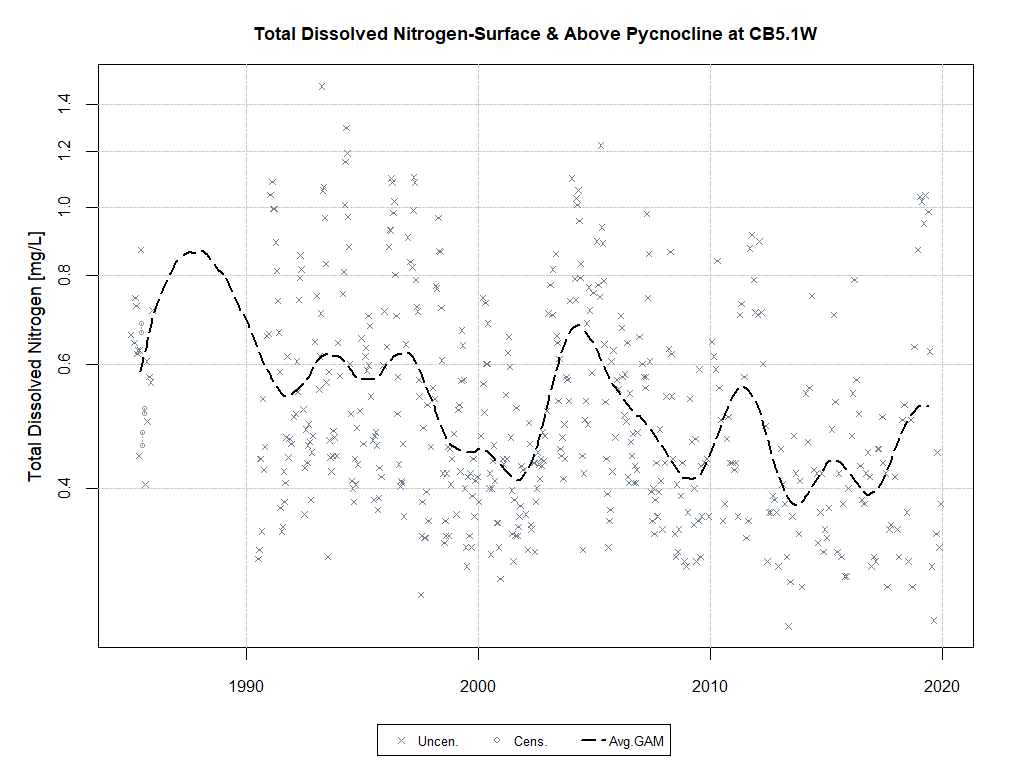 Total Dissolved Nitrogen-Surface & Above Pycnocline at CB5.1W
Total Dissolved Nitrogen [mg/L]
1.4
1.2
1.0
0.8
0.6
0.4
1990 2000 2010 2020
Uncen. Cens. Avg.GAM